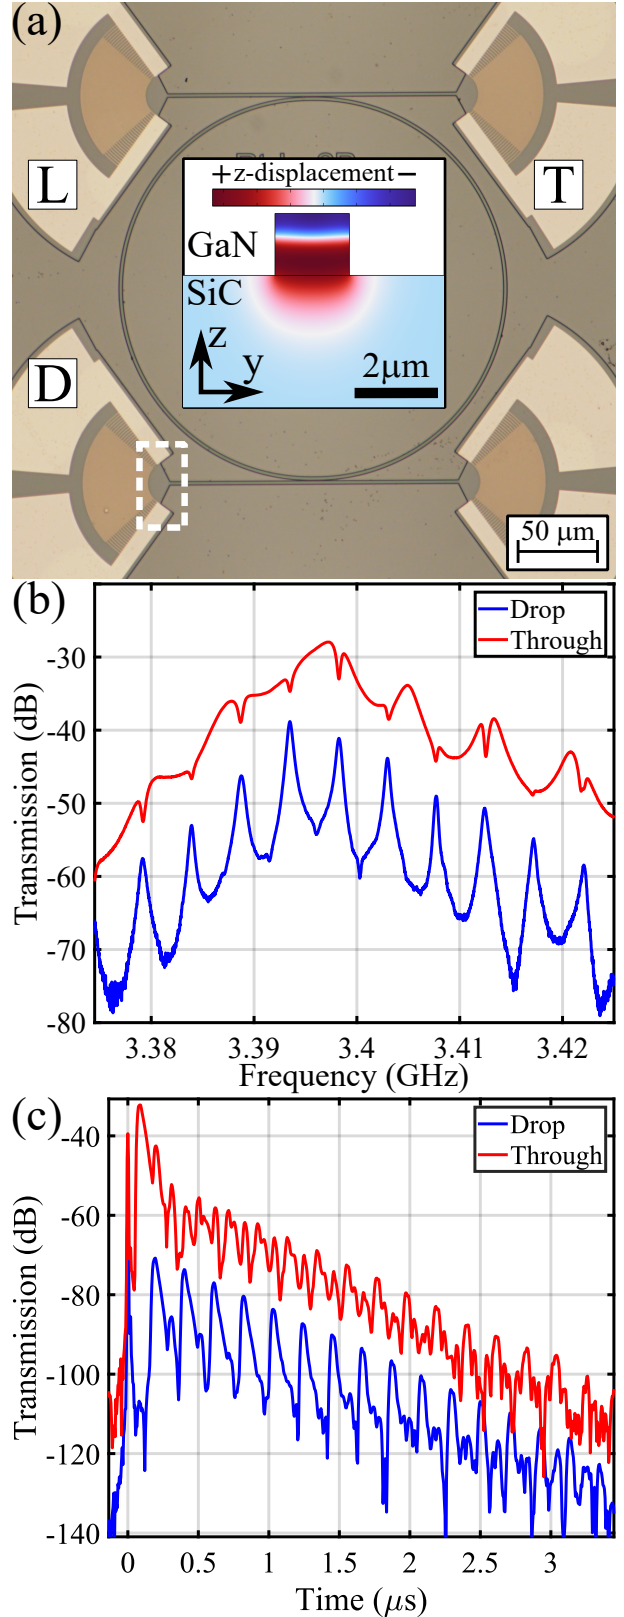 (a)
L
T
+ z-displacement −
GaN
SiC
z
y
2μm
D
50 μm
(b)
Drop
Through
Transmission (dB)
-30
-40
-50
-60
-70
-80
3.38 3.39 3.4 3.41 3.42
Frequency (GHz)
(c)
Drop
Through
Transmission (dB)
-40
-60
-80
-100
-120
-140
0 0.5 1 1.5 2 2.5 3
Time (μs)